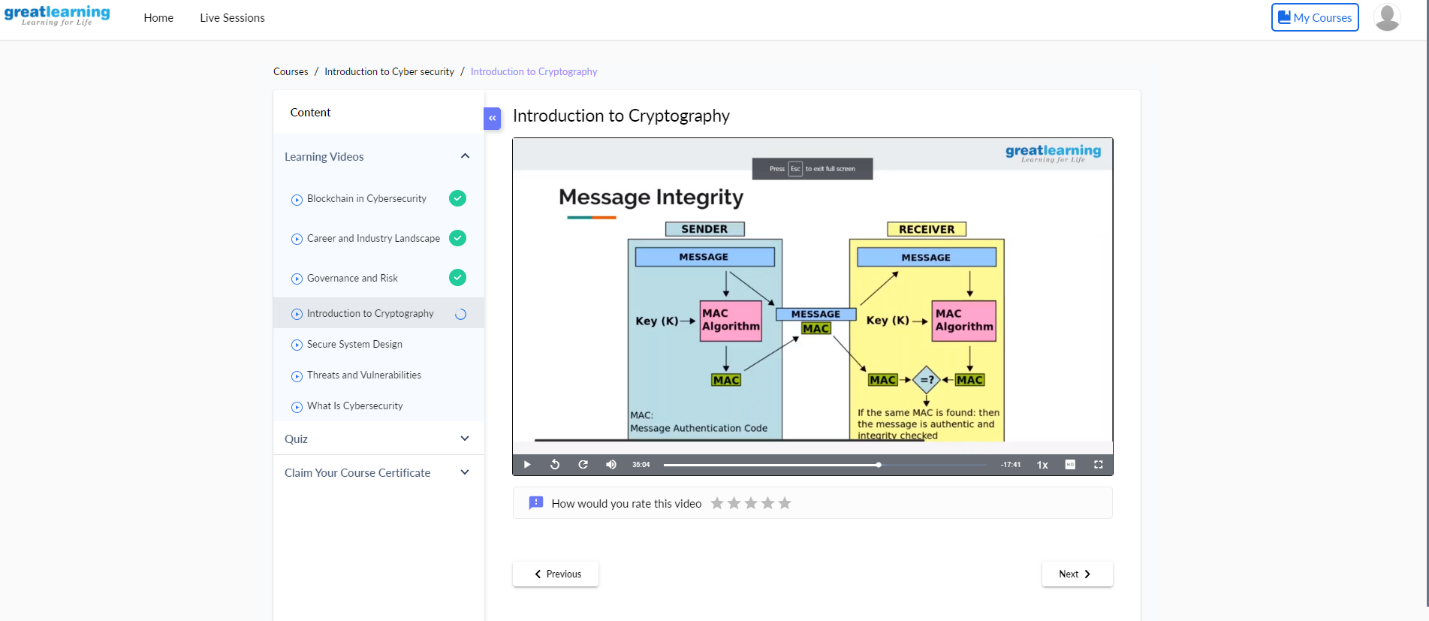 greatlearning
Learning for Life
Home
Live Sessions
My Courses
Courses / Introduction to Cyber security / Introduction to Cryptography
Content
Learning Videos
Blockchain in Cybersecurity
Career and Industry Landscape
Governance and Risk
Introduction to Cryptography
Secure System Design
Threats and Vulnerabilities
What Is Cybersecurity
Quiz
Claim Your Course Certificate
«
Introduction to Cryptography
greatlearning
Learning for Life
Press Esc to exit full screen
Message Integrity
SENDER
RECEIVER
MESSAGE
MESSAGE
Key (K)
MAC
Algorithm
MESSAGE
MAC
Key (K)
MAC
Algorithm
MAC
MAC
=?
MAC
MAC:
Message Authentication Code
If the same MAC is found: then
the message is authentic and
integrity checked
35:04
-17:41
1x
How would you rate this video
Previous
Next